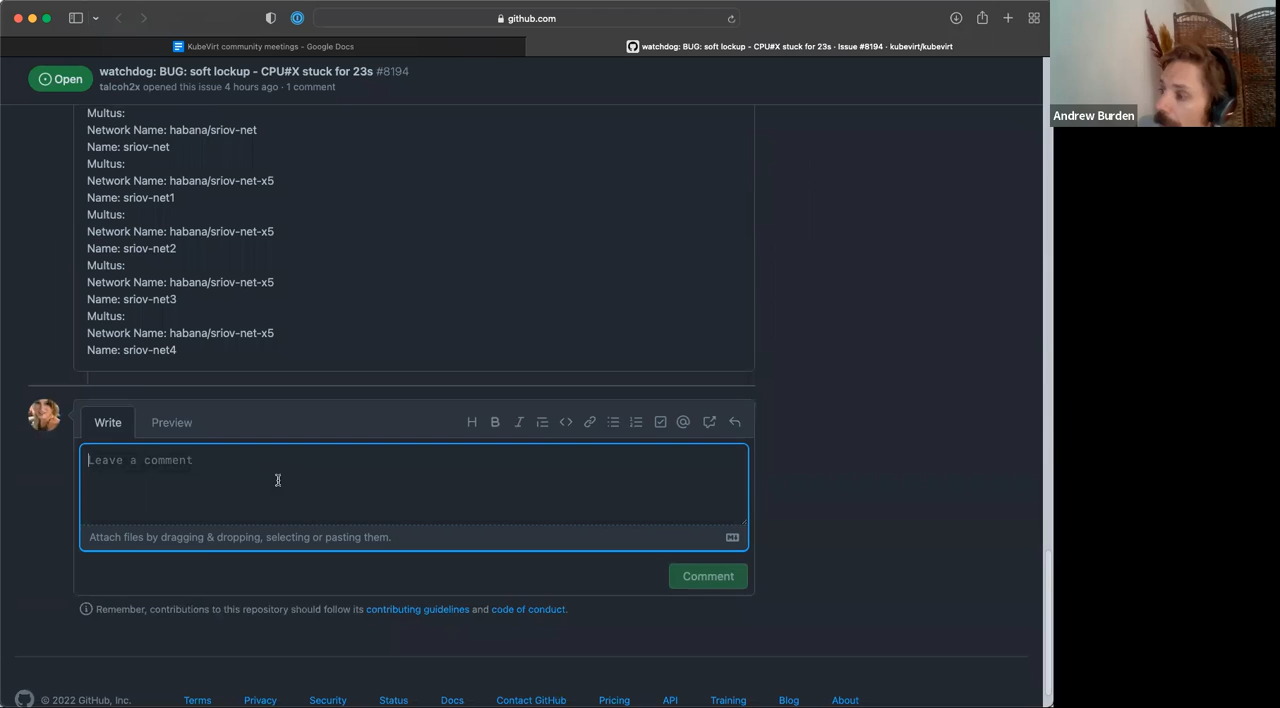 github.com
KubeVirt community meetings - Google Docs
watchdog: BUG: soft lockup - CPU#X stuck for 23s · Issue #8194 · kubevirt/kubevirt
Open
watchdog: BUG: soft lockup - CPU#X stuck for 23s #8194
talcoh2x opened this issue 4 hours ago · 1 comment
Andrew Burden
Multus:
Network Name: habana/sriov-net
Name: sriov-net
Multus:
Network Name: habana/sriov-net-x5
Name: sriov-net1
Multus:
Network Name: habana/sriov-net-x5
Name: sriov-net2
Multus:
Network Name: habana/sriov-net-x5
Name: sriov-net3
Multus:
Network Name: habana/sriov-net-x5
Name: sriov-net4
Write Preview
Leave a comment
Attach files by dragging & dropping, selecting or pasting them.
Comment
Remember, contributions to this repository should follow its contributing guidelines and code of conduct.
© 2022 GitHub, Inc. Terms Privacy Security Status Docs Contact GitHub Pricing API Training Blog About